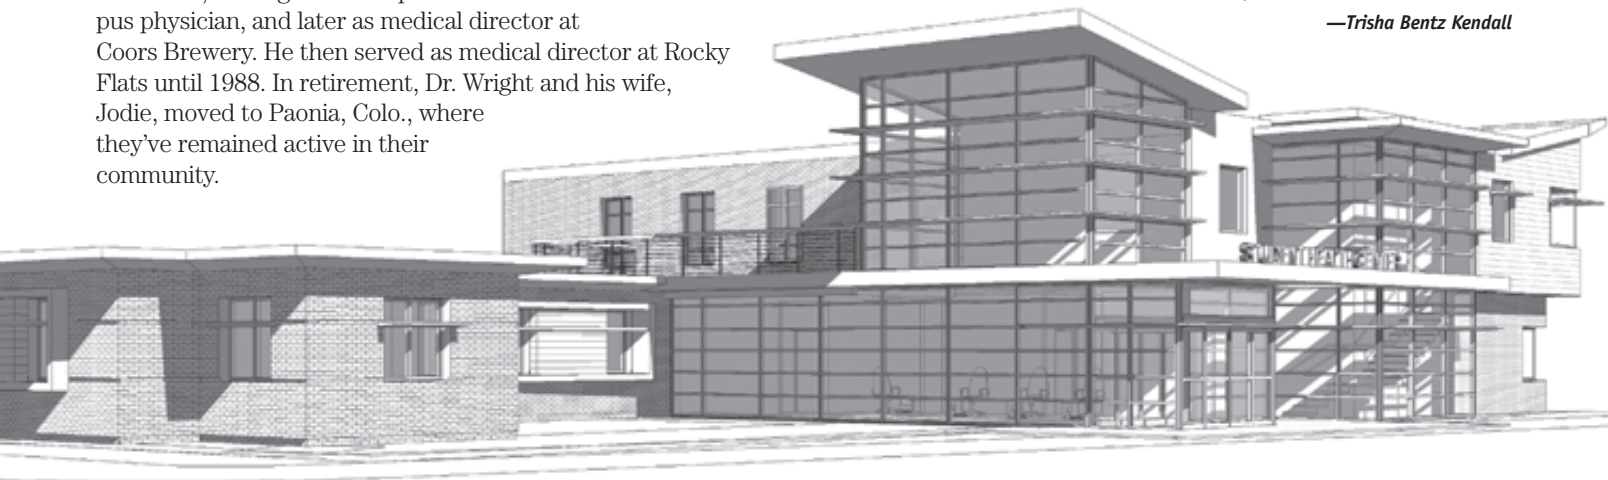 pus physician, and later as medical director at
Coors Brewery. He then served as medical director at Rocky
Flats until 1988. In retirement, Dr. Wright and his wife,
Jodie, moved to Paonia, Colo., where
they've remained active in their
community.
—Trisha Bentz Kendall